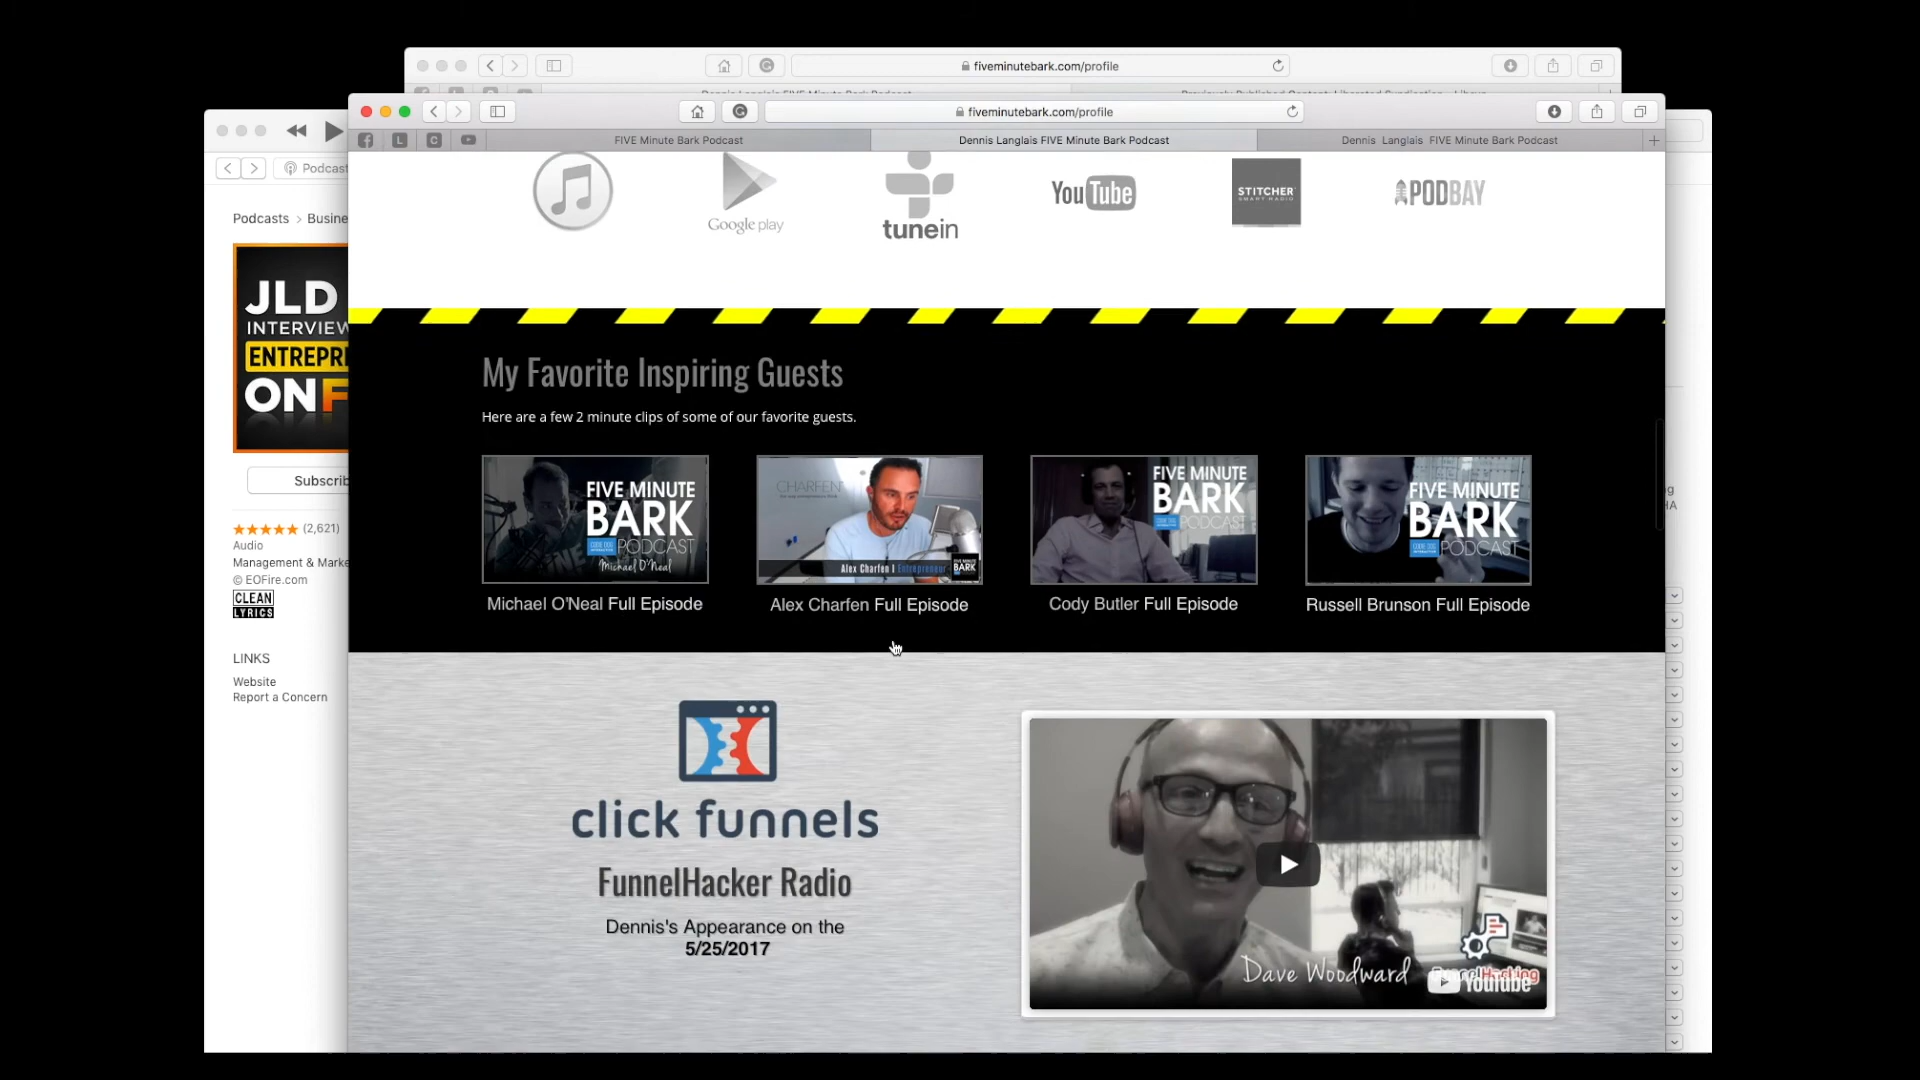 fiveminutebark.com/profile
fiveminutebark.com/profile
FIVE Minute Bark Podcast
Dennis Langlais FIVE Minute Bark Podcast
Dennis Langlais FIVE Minute Bark Podcast
Podcast
Google play
tunein
YouTube
STITCHER
SMART RADIO
PODBAY
Podcasts > Busine
JLD
INTERVIEW
ENTREPR
ON F
Subscrib
(2,621)
Audio
Management & Marke
© EOFire.com
CLEAN
LYRICS
LINKS
Website
Report a Concern
My Favorite Inspiring Guests
Here are a few 2 minute clips of some of our favorite guests.
FIVE MINUTE
BARK
PODCAST
Michael O'Neal
CHARFEN
Alex Charfen | Entrepreneur
FIVE MINUTE
BARK
FIVE MINUTE
BARK
PODCAST
FIVE MINUTE
BARK
PODCAST
Michael O'Neal Full Episode
Alex Charfen Full Episode
Cody Butler Full Episode
Russell Brunson Full Episode
click funnels
FunnelHacker Radio
Dennis's Appearance on the
5/25/2017
Dave Woodward
YouTube